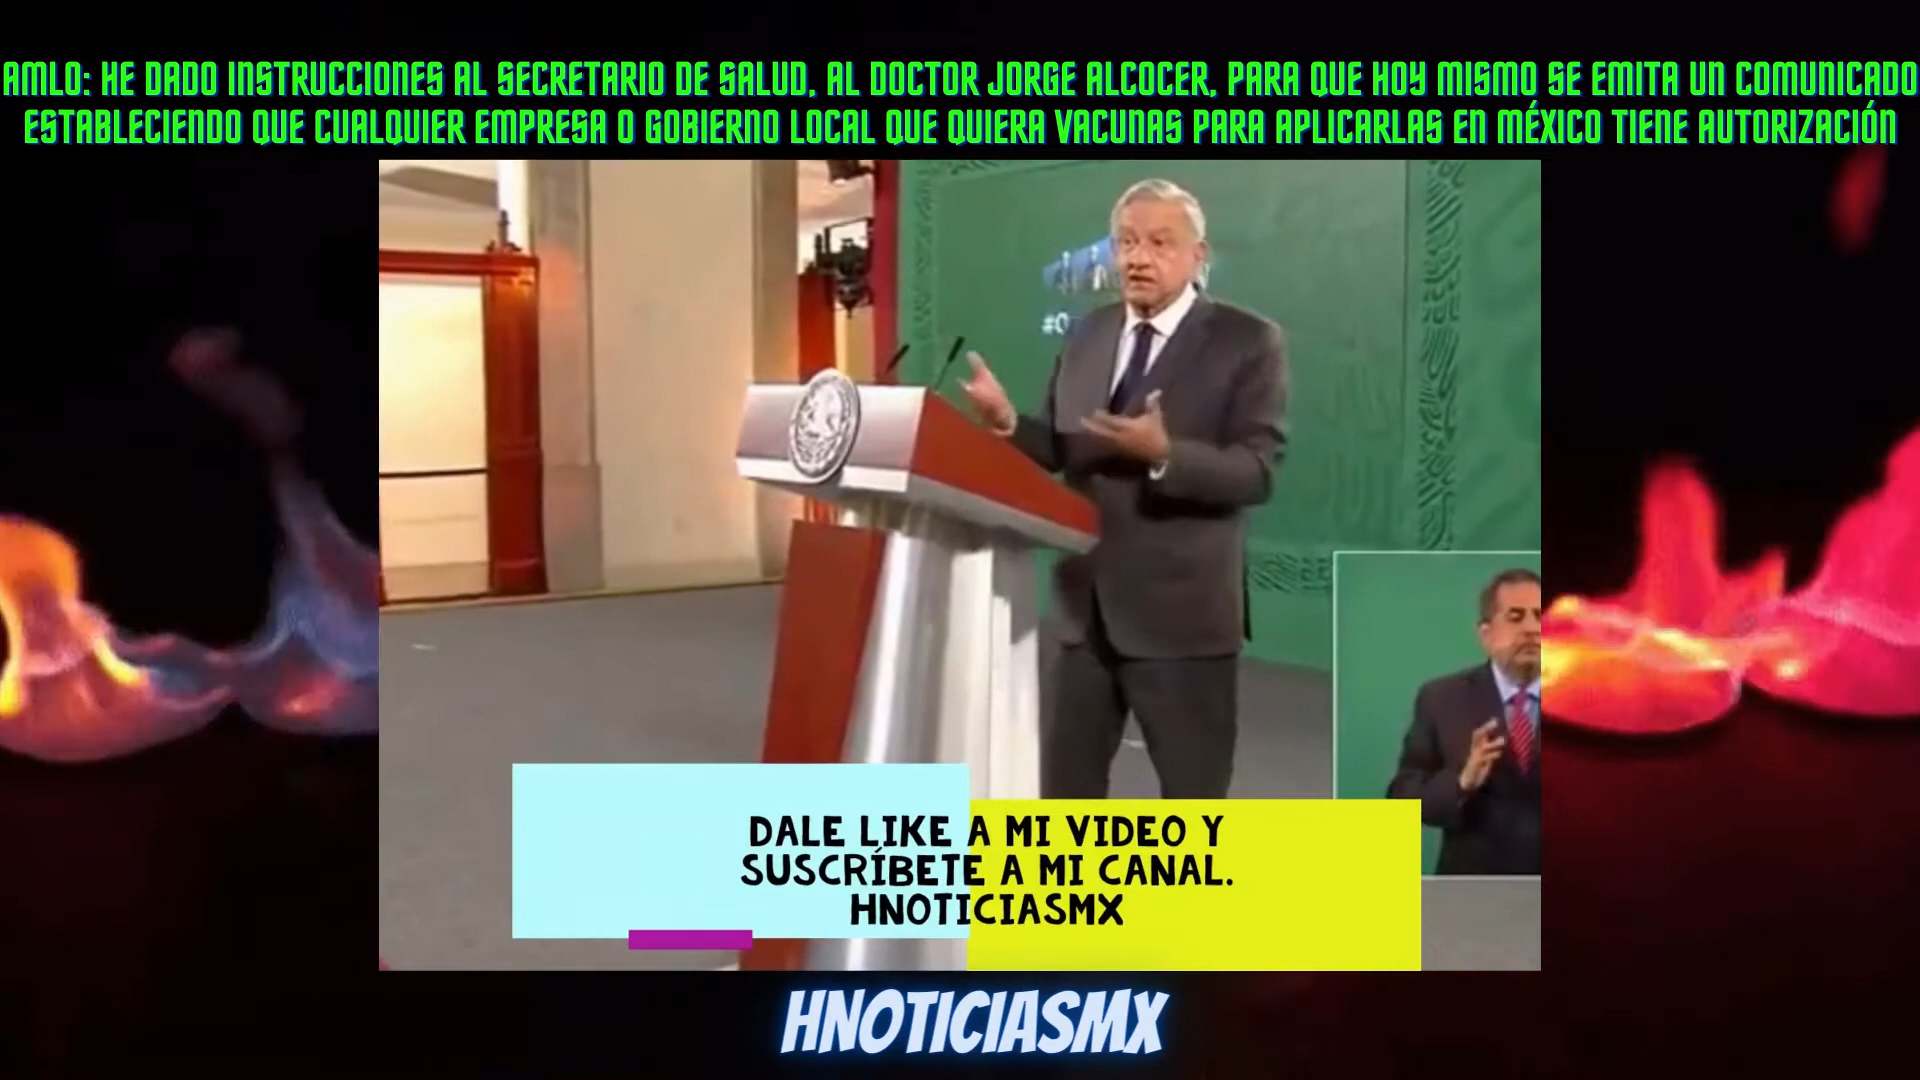 AMLO: HE DADO INSTRUCCIONES AL SECRETARIO DE SALUD, AL DOCTOR JORGE ALCOCER, PARA QUE HOY MISMO SE EMITA UN COMUNICADO
ESTABLECIENDO QUE CUALQUIER EMPRESA O GOBIERNO LOCAL QUE QUIERA VACUNAS PARA APLICARLAS EN MÉXICO TIENE AUTORIZACIÓN
DALE LIKE A MI VIDEO Y
SUSCRÍBETE A MI CANAL.
HNOTICIASMX
HNOTICIASMX